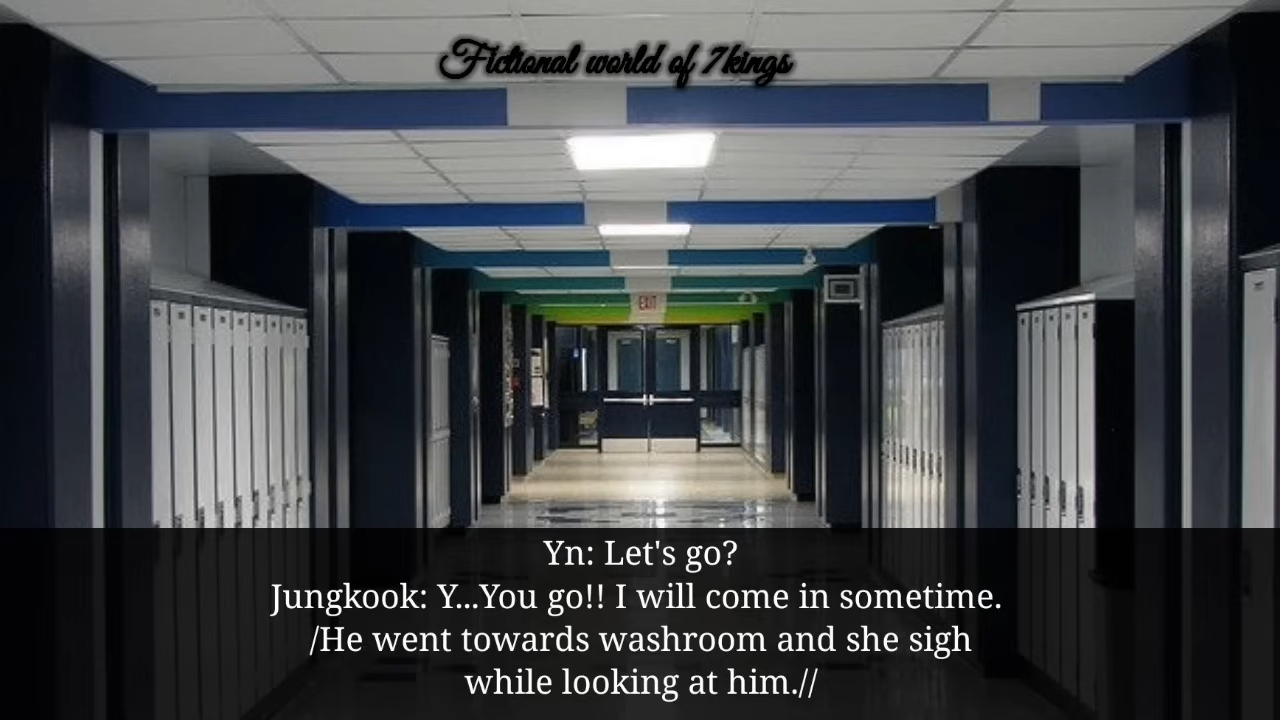 Fictional world of 7kings
EXIT
Yn: Let's go?
Jungkook: Y...You go!! I will come in sometime.
/He went towards washroom and she sigh
while looking at him.//